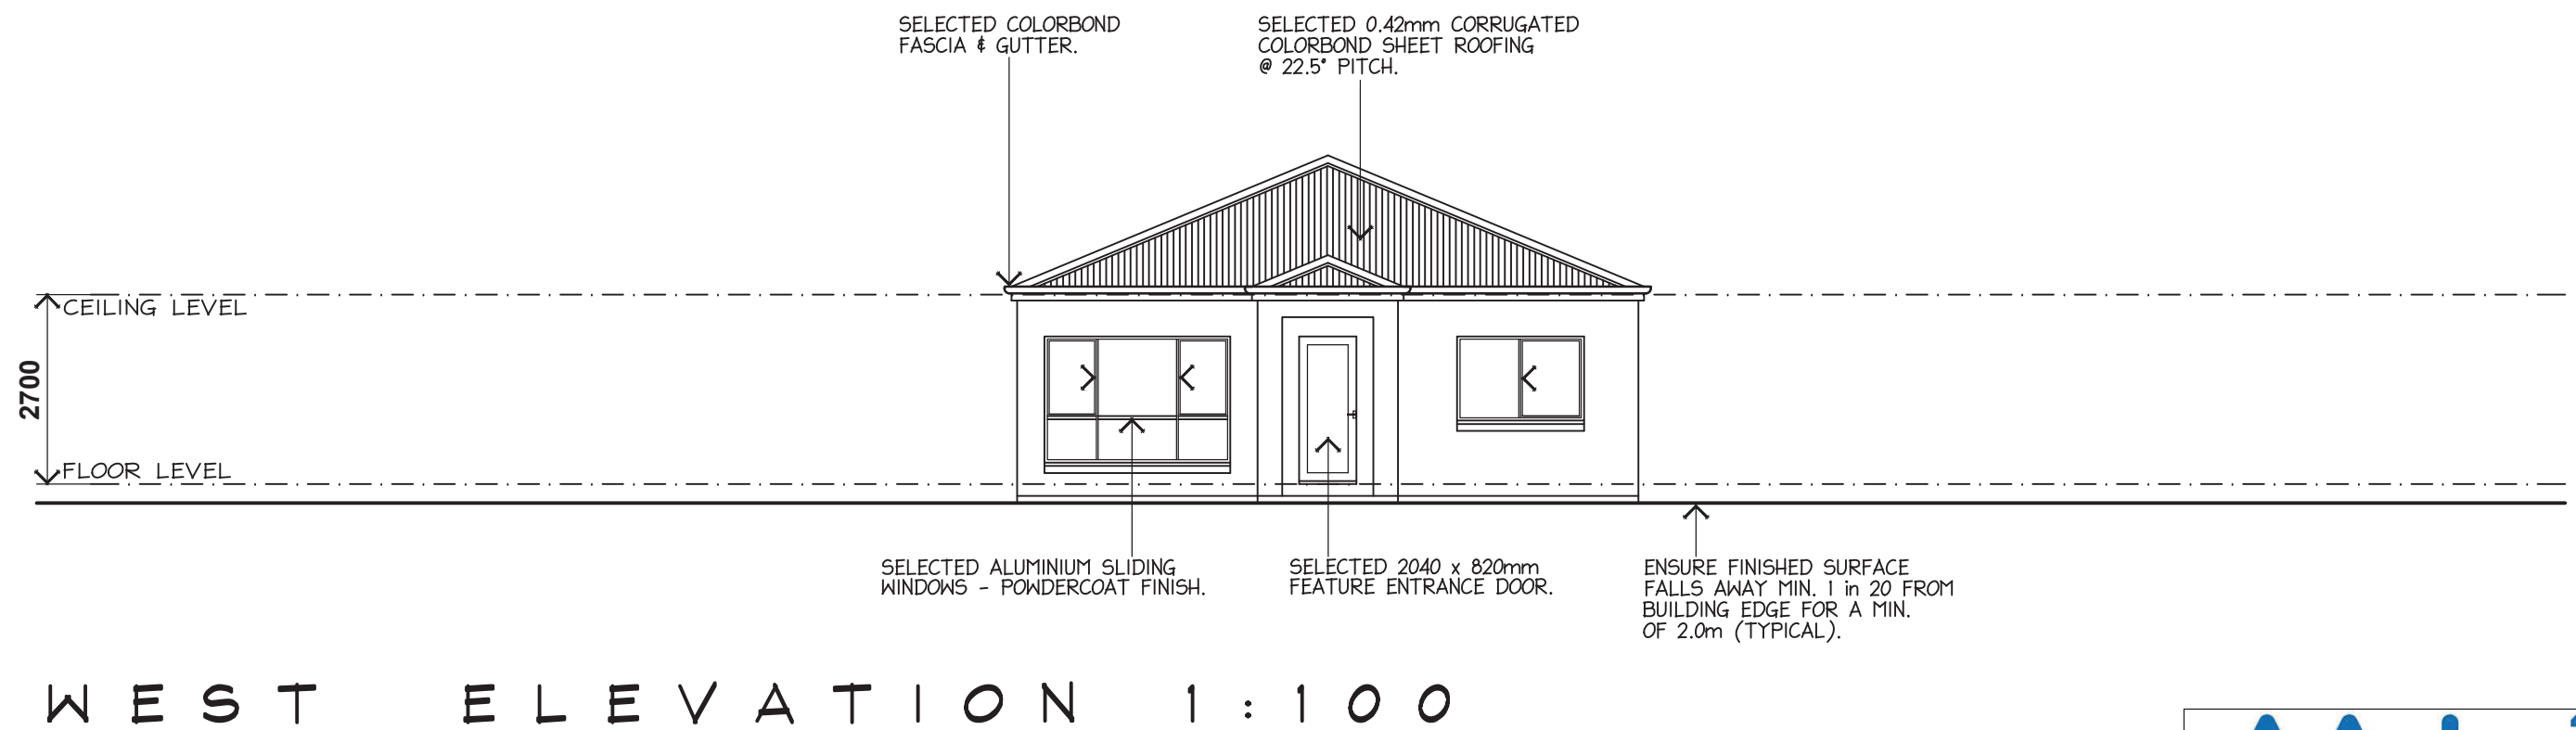 SELECTED COLORBOND
FASCIA & GUTTER.
SELECTED 0.42mm CORRUGATED
COLORBOND SHEET ROOFING
@ 22.5° PITCH.
CEILING LEVEL
2700
FLOOR LEVEL
SELECTED ALUMINIUM SLIDING
WINDOWS - POWDERCOAT FINISH.
SELECTED 2040 x 820mm
FEATURE ENTRANCE DOOR.
ENSURE FINISHED SURFACE
FALLS AWAY MIN. 1 in 20 FROM
BUILDING EDGE FOR A MIN.
OF 2.0m (TYPICAL).
WEST ELEVATION 1:100